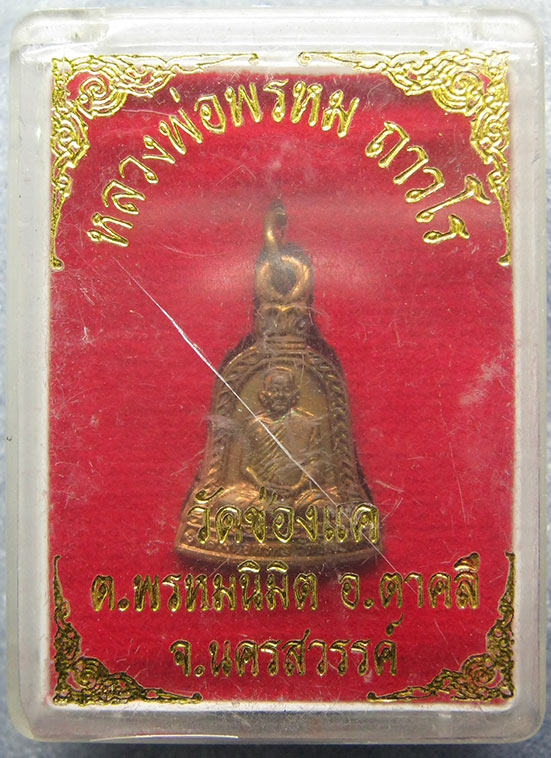 หลวงพ่อพรหม ถาวโร
วัดช่องแค
ต.พรหมนิมิต อ.ตาคลี
จ.นครสวรรค์